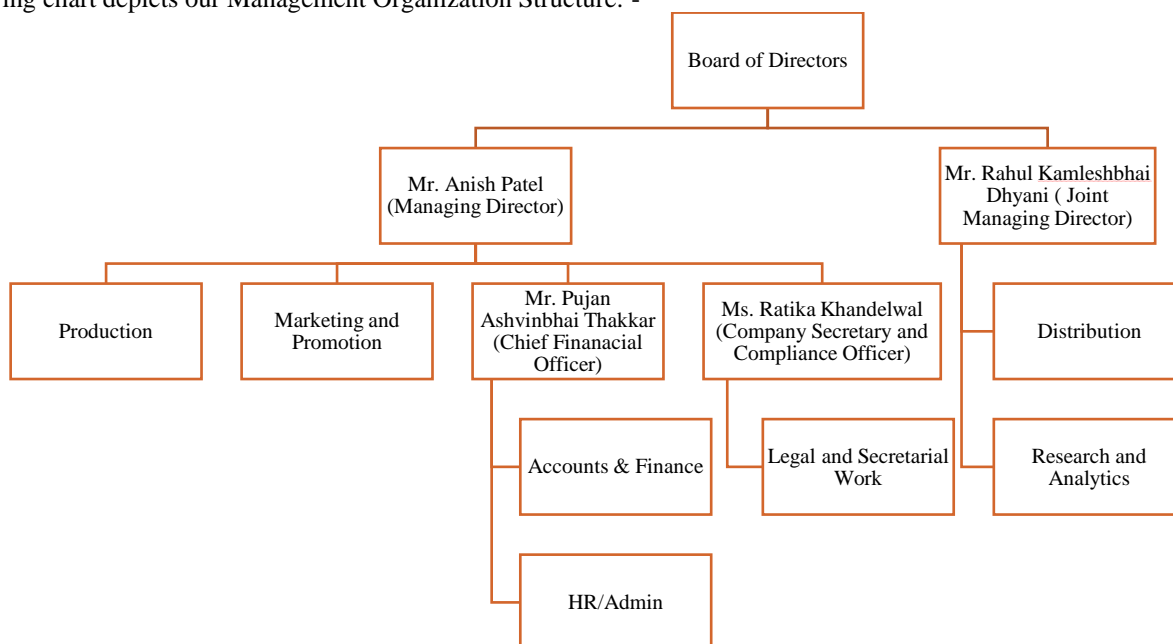 ing chart depicts our Management Organization Structure: -
Board of Directors
Mr. Anish Patel
(Managing Director)
Mr. Rahul Kamleshbhai
Dhyani ( Joint
Managing Director)
Production
Marketing and
Promotion
Mr. Pujan
Ashvinbhai Thakkar
(Chief Finanacial
Officer)
Ms. Ratika Khandelwal
(Company Secretary and
Compliance Officer)
Distribution
Accounts & Finance
Legal and Secretarial
Work
Research and
Analytics
HR/Admin